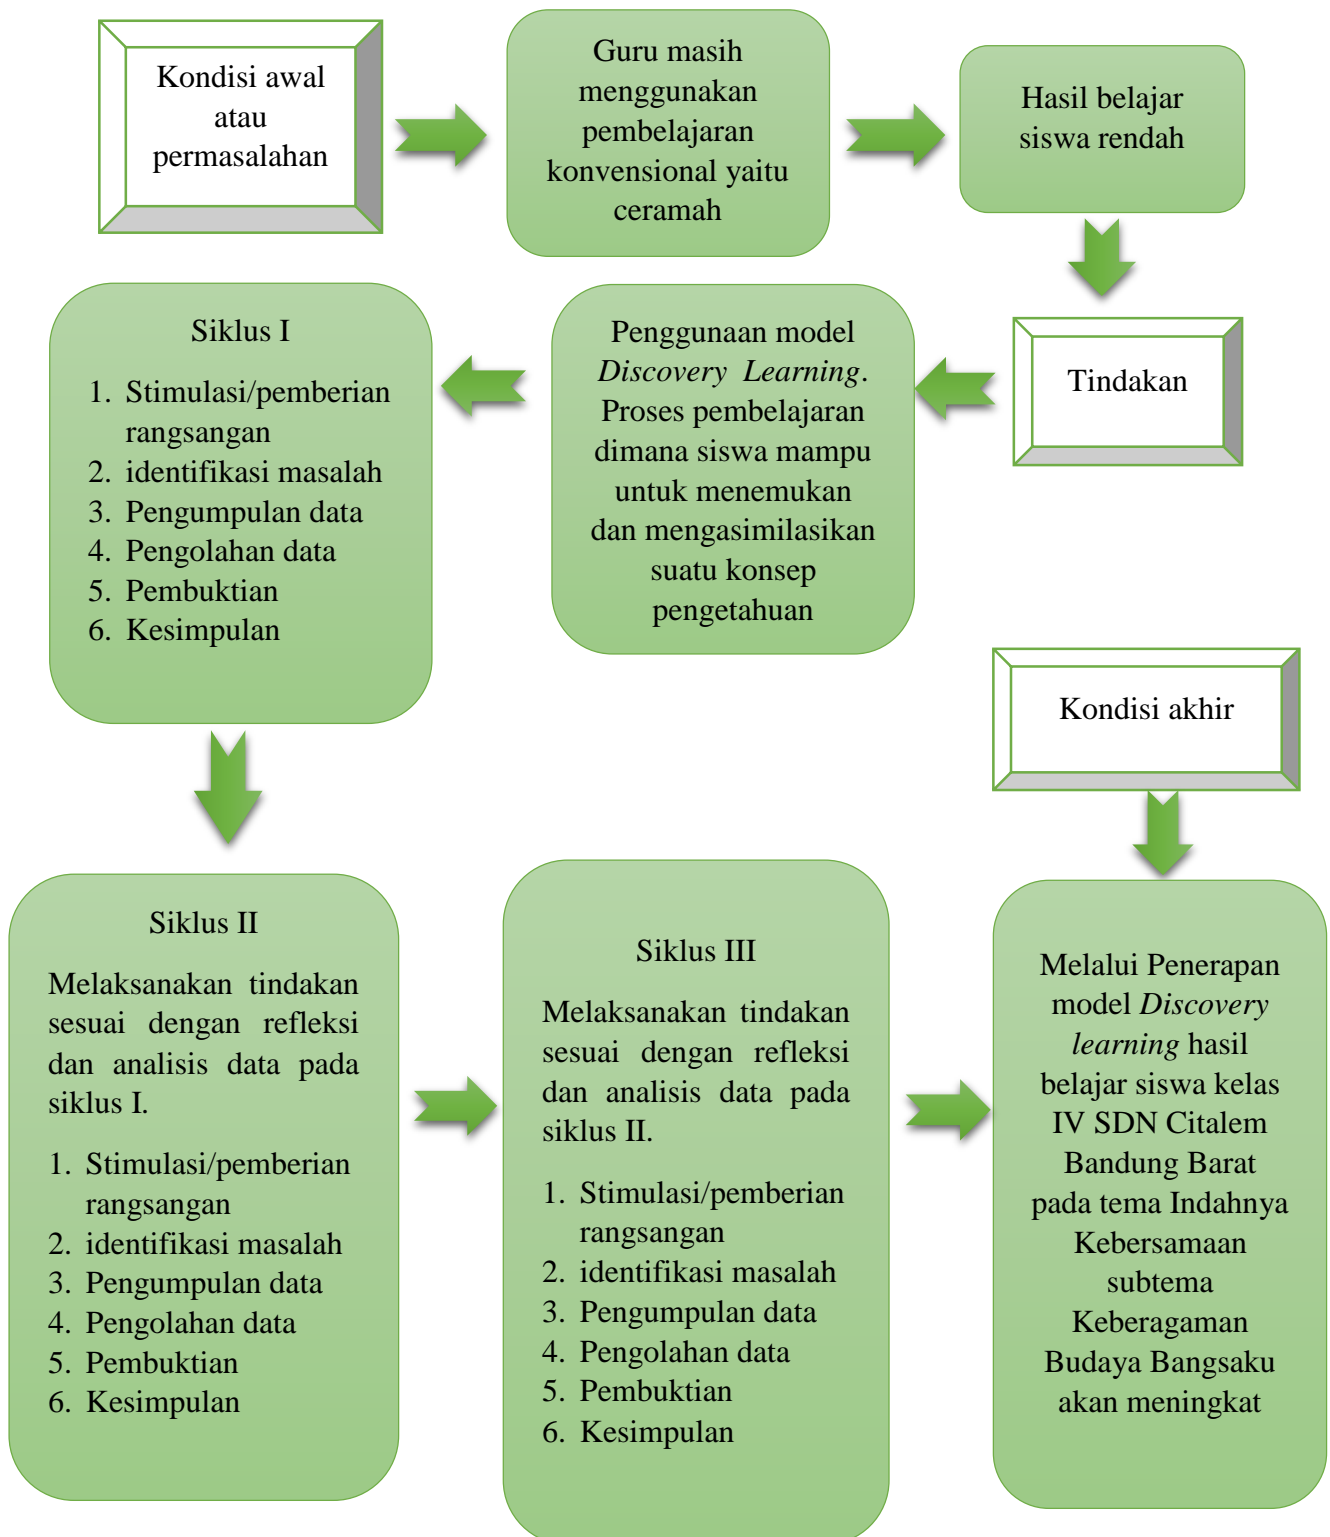 Kondisi awal
atau
permasalahan
Guru masih
menggunakan
pembelajaran
konvensional yaitu
ceramah
Hasil belajar
siswa rendah
Tindakan
Penggunaan model
Discovery Learning.
Proses pembelajaran
dimana siswa mampu
untuk menemukan
dan mengasimilasikan
suatu konsep
pengetahuan
Siklus I
1. Stimulasi/pemberian
rangsangan
2. identifikasi masalah
3. Pengumpulan data
4. Pengolahan data
5. Pembuktian
6. Kesimpulan
Siklus II
Melaksanakan tindakan
sesuai dengan refleksi
dan analisis data pada
siklus I.
1. Stimulasi/pemberian
rangsangan
2. identifikasi masalah
3. Pengumpulan data
4. Pengolahan data
5. Pembuktian
6. Kesimpulan
Siklus III
Melaksanakan tindakan
sesuai dengan refleksi
dan analisis data pada
siklus II.
1. Stimulasi/pemberian
rangsangan
2. identifikasi masalah
3. Pengumpulan data
4. Pengolahan data
5. Pembuktian
6. Kesimpulan
Kondisi akhir
Melalui Penerapan
model Discovery
learning hasil
belajar siswa kelas
IV SDN Citalem
Bandung Barat
pada tema Indahnya
Kebersamaan
subtema
Keberagaman
Budaya Bangsaku
akan meningkat